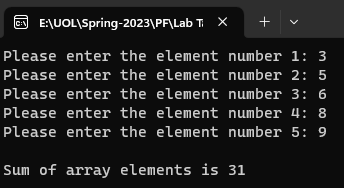 E:\UOL\Spring-2023\PF\Lab T
Please enter the element number 1: 3
Please enter the element number 2: 5
Please enter the element number 3: 6
Please enter the element number 4: 8
Please enter the element number 5: 9
Sum of array elements is 31